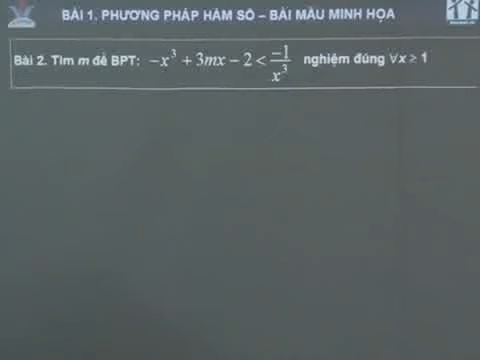 BÀI 1. PHƯƠNG PHÁP HÀM SỐ – BÀI MẪU MINH HỌA
Bài 2. Tìm m để BPT: −x³ + 3mx − 2 < −1/x³ nghiệm đúng ∀x ≥ 1